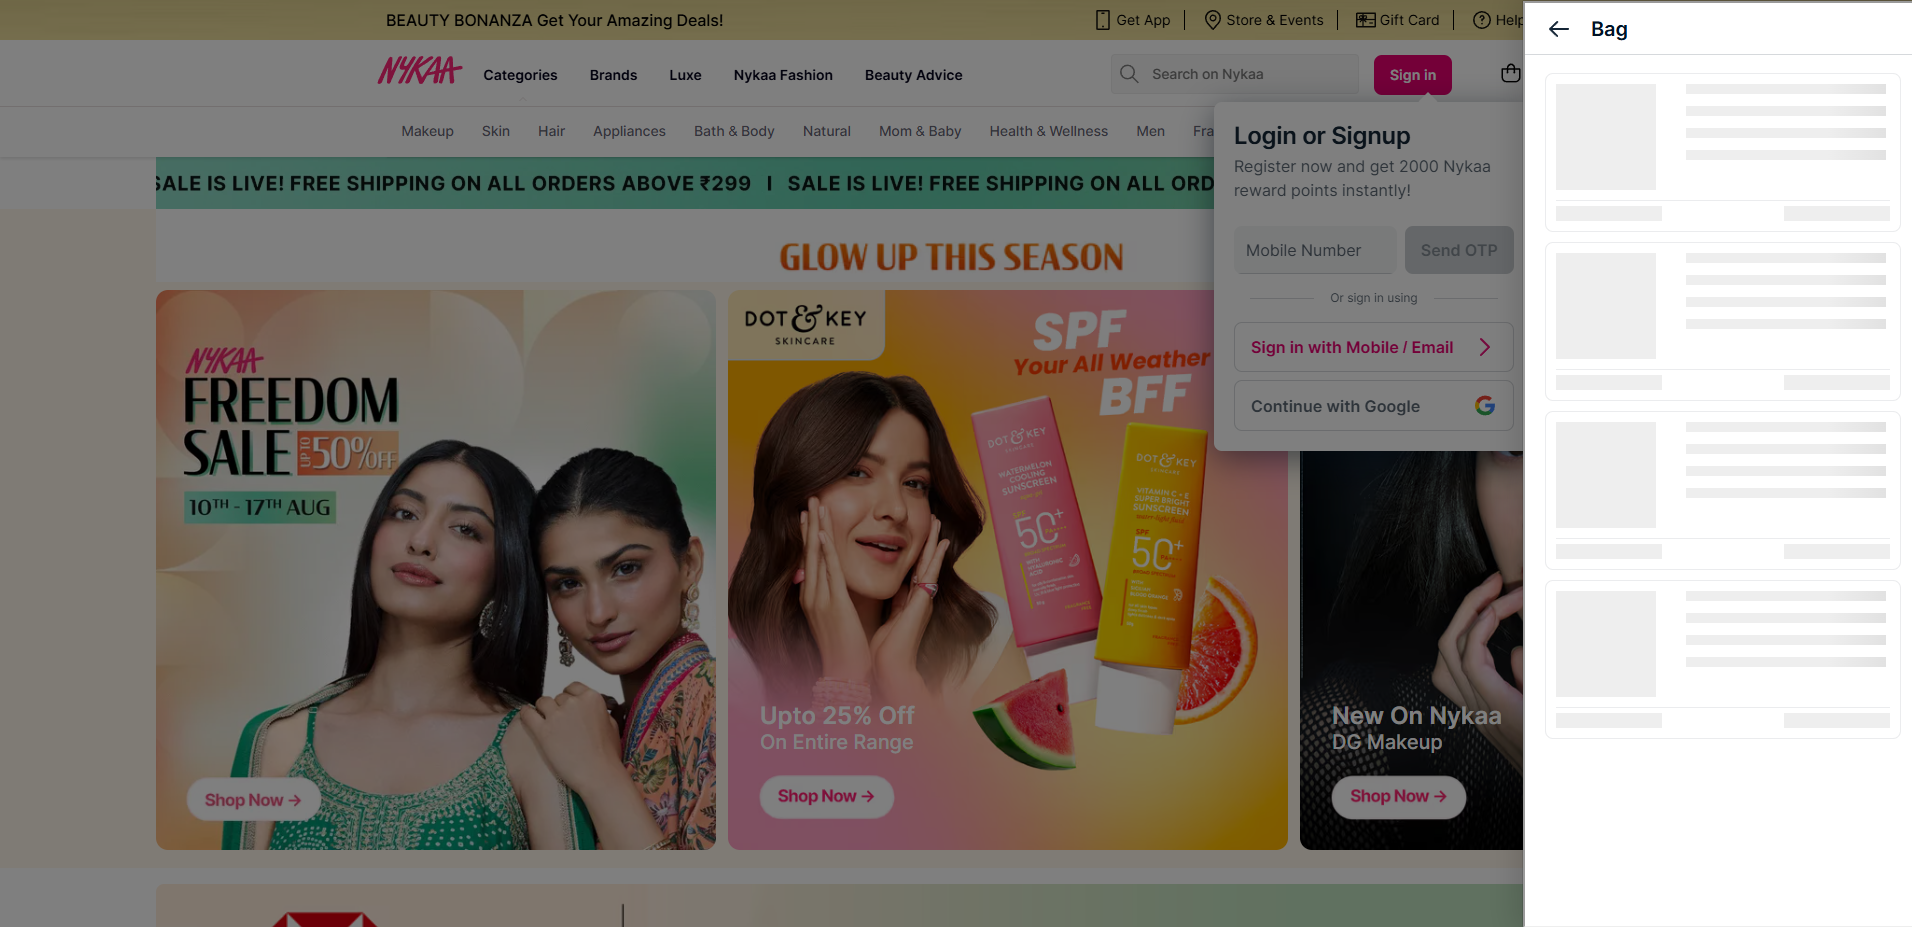 BEAUTY BONANZA Get Your Amazing Deals!
Get App
Store & Events
Gift Card
Help
Bag
NYKAA
Categories
Brands
Luxe
Nykaa Fashion
Beauty Advice
Search on Nykaa
Sign in
Makeup
Skin
Hair
Appliances
Bath & Body
Natural
Mom & Baby
Health & Wellness
Men
Fra
SALE IS LIVE! FREE SHIPPING ON ALL ORDERS ABOVE ₹299 | SALE IS LIVE! FREE SHIPPING ON ALL ORD
Login or Signup
Register now and get 2000 Nykaa
reward points instantly!
Mobile Number
Send OTP
Or sign in using
Sign in with Mobile / Email
Continue with Google
GLOW UP THIS SEASON
NYKAA
FREEDOM
SALE UP TO 50% OFF
10TH - 17TH AUG
Shop Now →
DOT & KEY
SKINCARE
SPF
Your All Weather
BFF
DOT & KEY
SKINCARE
WATERMELON
COOLING
SUNSCREEN
SPF
50+
DOT & KEY
SKINCARE
VITAMIN C + E
SUPER BRIGHT
SUNSCREEN
SPF
50+
Upto 25% Off
On Entire Range
Shop Now →
New On Nykaa
DG Makeup
Shop Now →